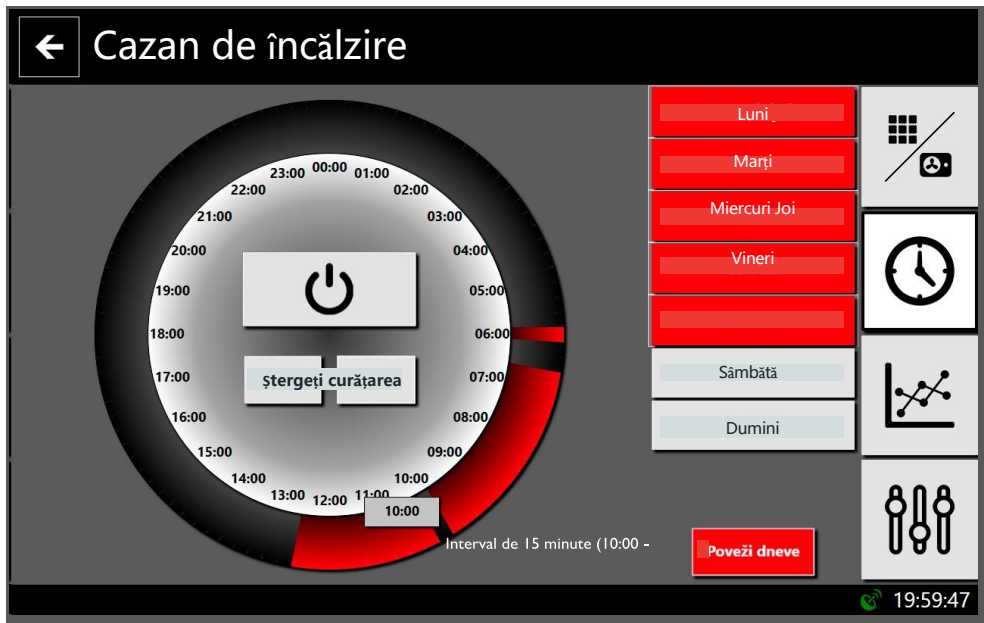 Cazan de încălzire
00:00
01:00
02:00
03:00
04:00
05:00
06:00
07:00
08:00
09:00
10:00
11:00
12:00
13:00
14:00
15:00
16:00
17:00
18:00
19:00
20:00
21:00
22:00
23:00
ștergeți curățarea
10:00
Interval de 15 minute (10:00 -
Luni
Marți
Miercuri Joi
Vineri
Sâmbătă
Dumini
Poveži dneve
19:59:47